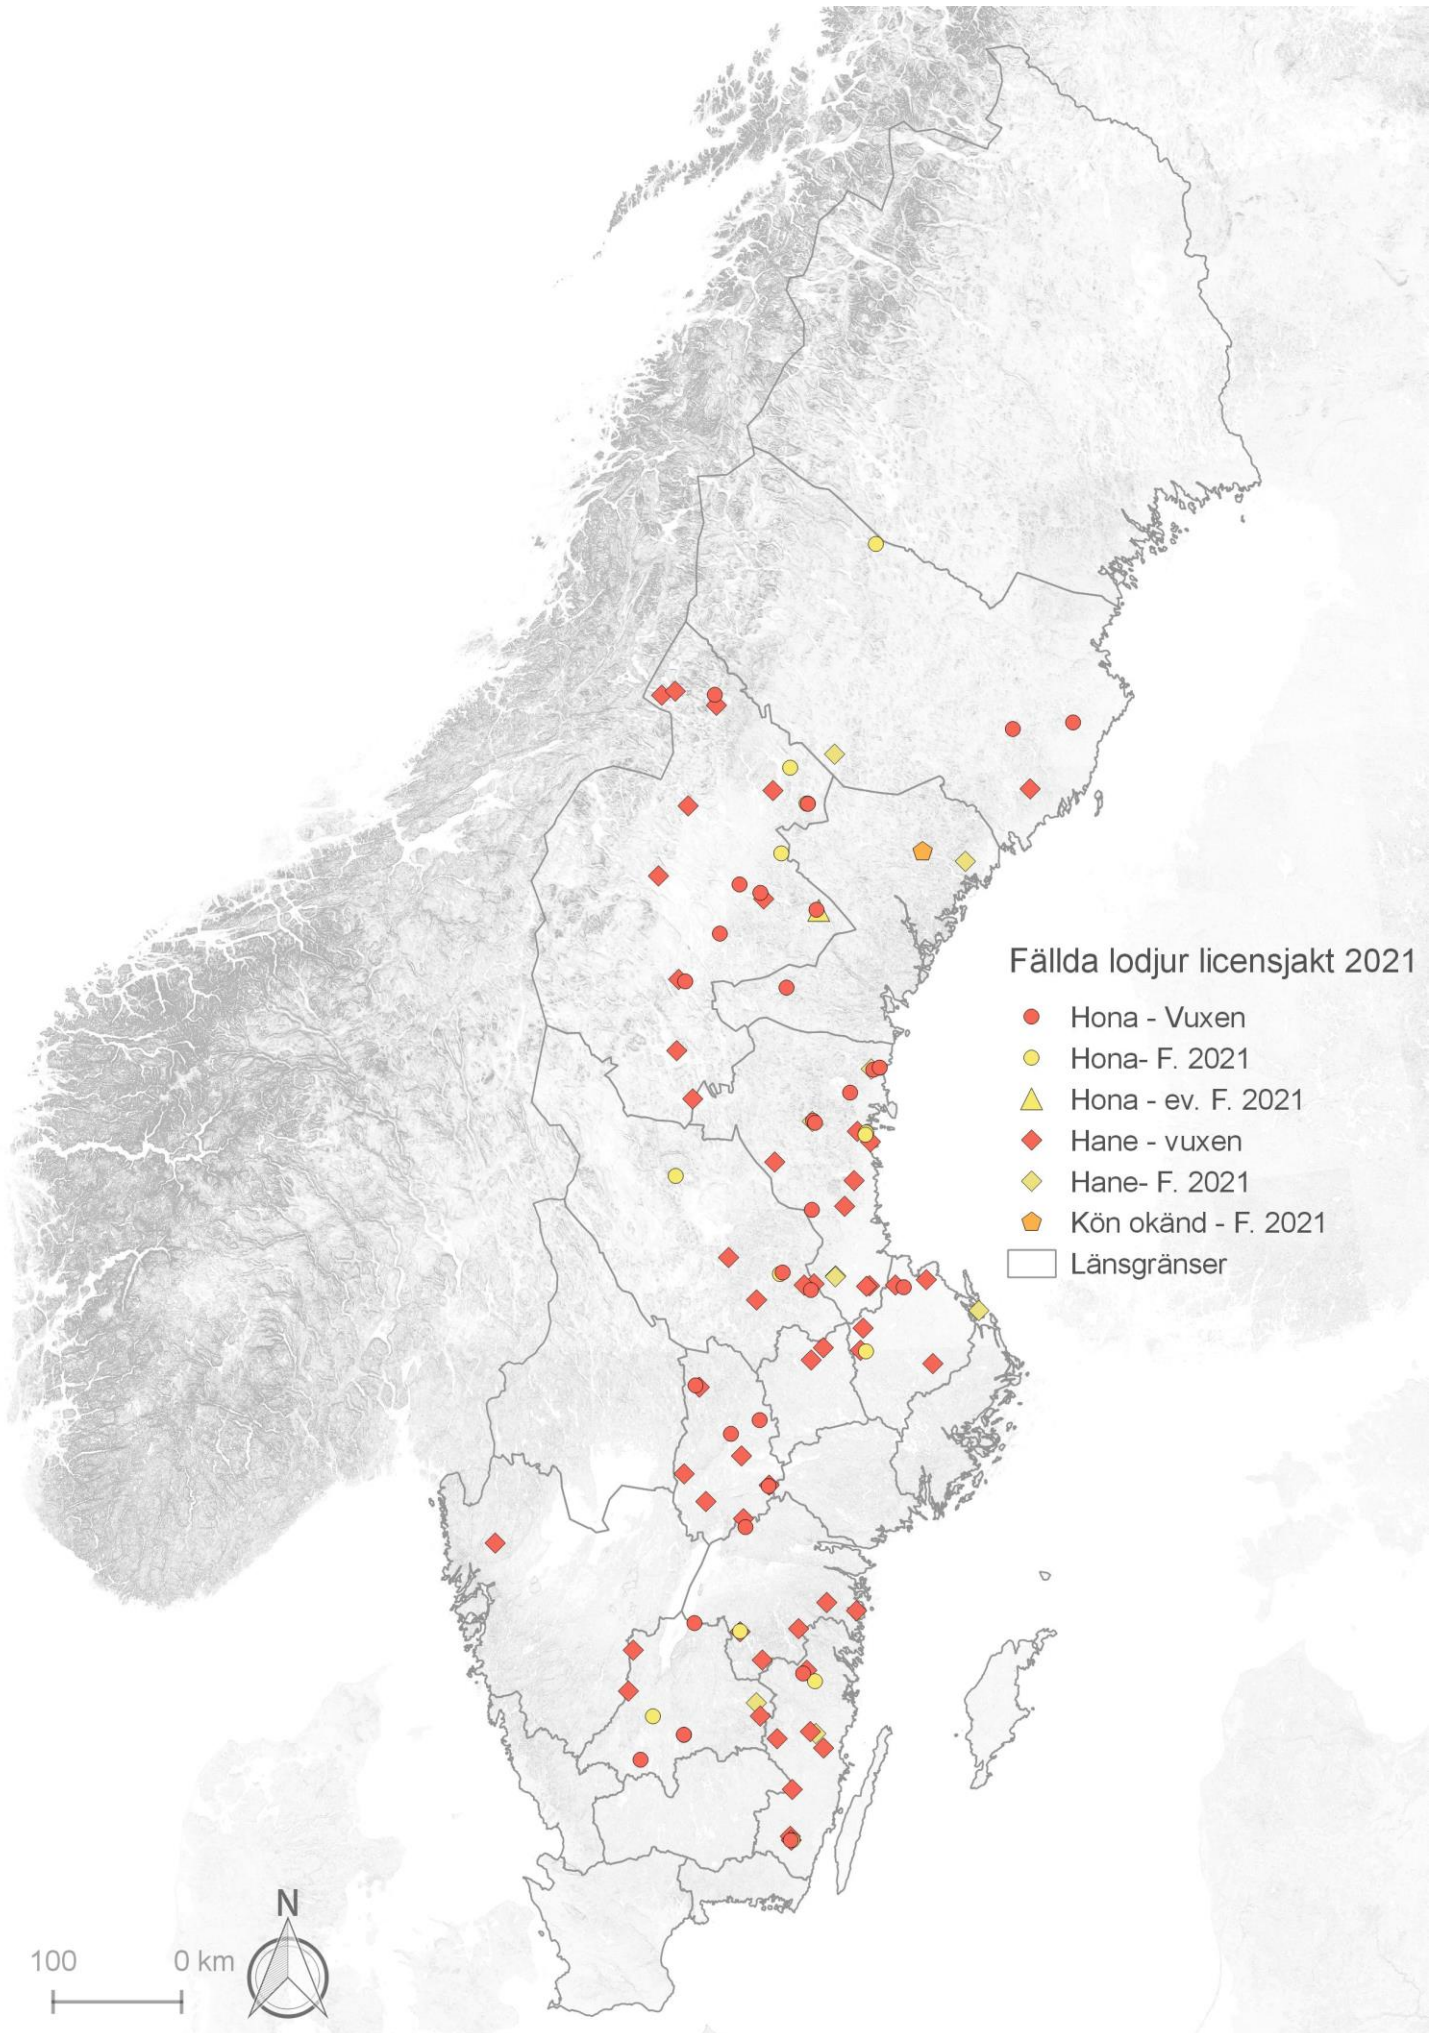 Fällda lodjur licensjakt 2021
Hona - Vuxen
Hona- F. 2021
Hona - ev. F. 2021
Hane - vuxen
Hane- F. 2021
Kön okänd - F. 2021
Länsgränser
N
100 0 km